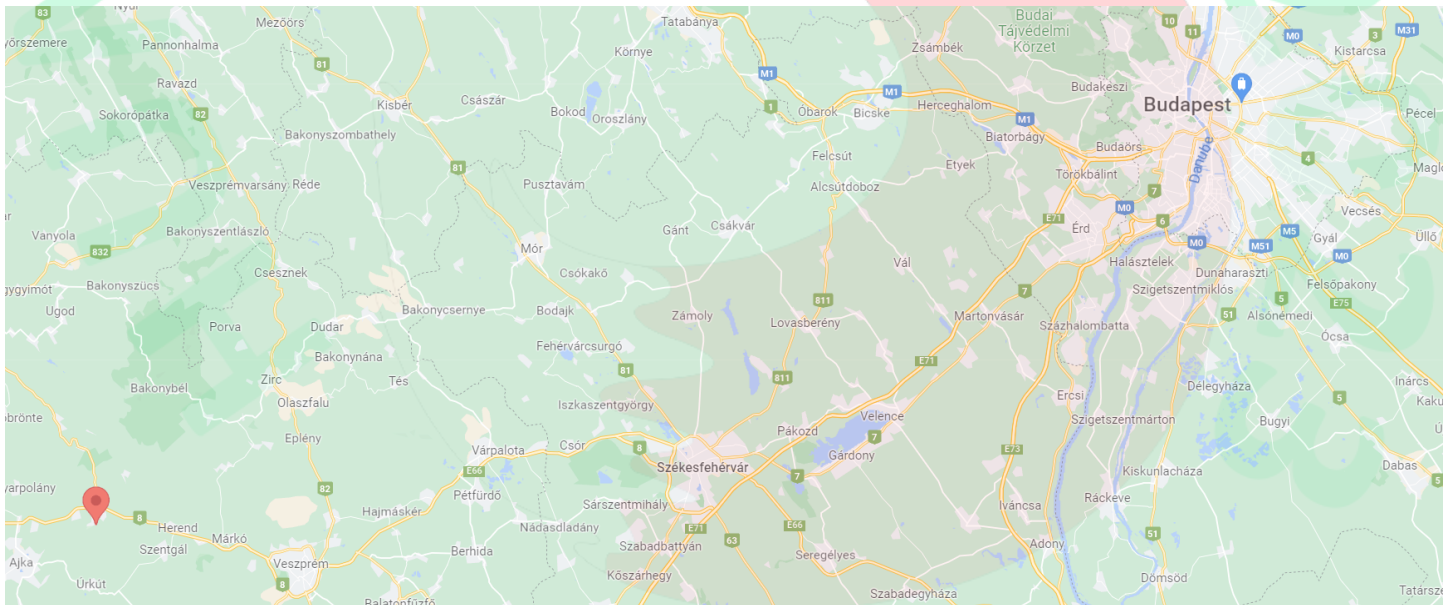 83
Mezőörs
Tatabánya
Budai
Tájvédelmi
Körzet
10
11
M0
M31
3
Kistarcsa
Pannonhalma
Környe
Zsámbék
81
M1
Ravazd
Kisbér
Császár
Bokod
Oroszlány
1
Óbarok
Bicske
M1
Herceghalom
Budakeszi
Budapest
Sokorópátka
82
Bakonyszombathely
M1
Biatorbágy
Budaörs
Pécel
Felcsút
Etyek
Törökbálint
Danube
4
81
Veszprémvarsány
Réde
Pusztavám
Alcsútdoboz
7
M0
Vecsés
Vanyola
Bakonyszentlászló
Gánt
Csákvár
E71
Érd
6
M0
M51
M5
Gyál
Üllő
832
Mór
M0
Csesznek
Csókakő
Vál
Halásztelek
Dunaharaszti
Bakonyszücs
Szigetszentmiklós
Felsőpakony
Ugod
Bakonycsernye
Bodajk
811
7
5
E75
Porva
Dudar
Zámoly
Lovasberény
Martonvásár
Százhalombatta
51
Alsónémedi
Ócsa
Bakonynána
Fehérvárcsurgó
E71
81
811
Zirc
Tés
Bakonybél
Délegyháza
Inárcs
Olaszfalu
Iszkaszentgyörgy
Ercsi
5
Kaku
Eplény
Pákozd
Velence
Szigetszentmárton
Bugyi
Várpalota
Csór
8
7
E73
E66
Székesfehérvár
7
Gárdony
Kiskunlacháza
Dabas
5
82
Pétfürdő
Ráckeve
Hajmáskér
Sárszentmihály
Iváncsa
8
Herend
Márkó
Nádasdladány
E71
E66
51
Szentgál
Berhida
Szabadbattyán
63
Seregélyes
Adony
Ajka
Veszprém
Úrkút
8
Kőszárhegy
Dömsöd
Szabadegyháza
Balatonfűzfő